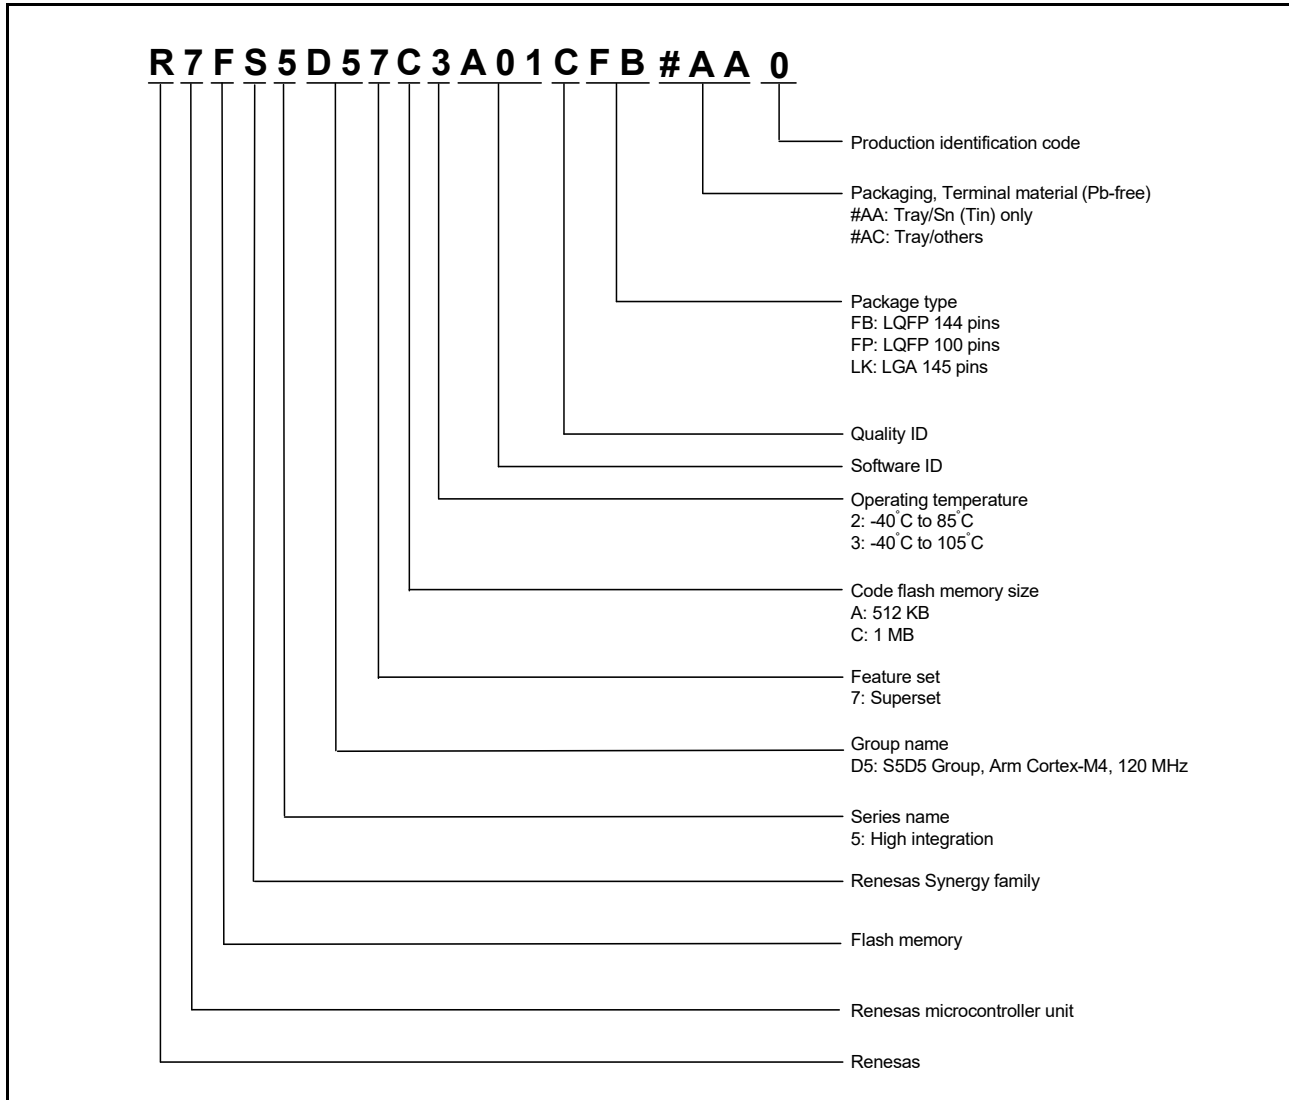 R7FS5D57C3A01CFB#AA0
Production identification code
Packaging, Terminal material (Pb-free)
#AA: Tray/Sn (Tin) only
#AC: Tray/others
Package type
FB: LQFP 144 pins
FP: LQFP 100 pins
LK: LGA 145 pins
Quality ID
Software ID
Operating temperature
2: -40°C to 85°C
3: -40°C to 105°C
Code flash memory size
A: 512 KB
C: 1 MB
Feature set
7: Superset
Group name
D5: S5D5 Group, Arm Cortex-M4, 120 MHz
Series name
5: High integration
Renesas Synergy family
Flash memory
Renesas microcontroller unit
Renesas